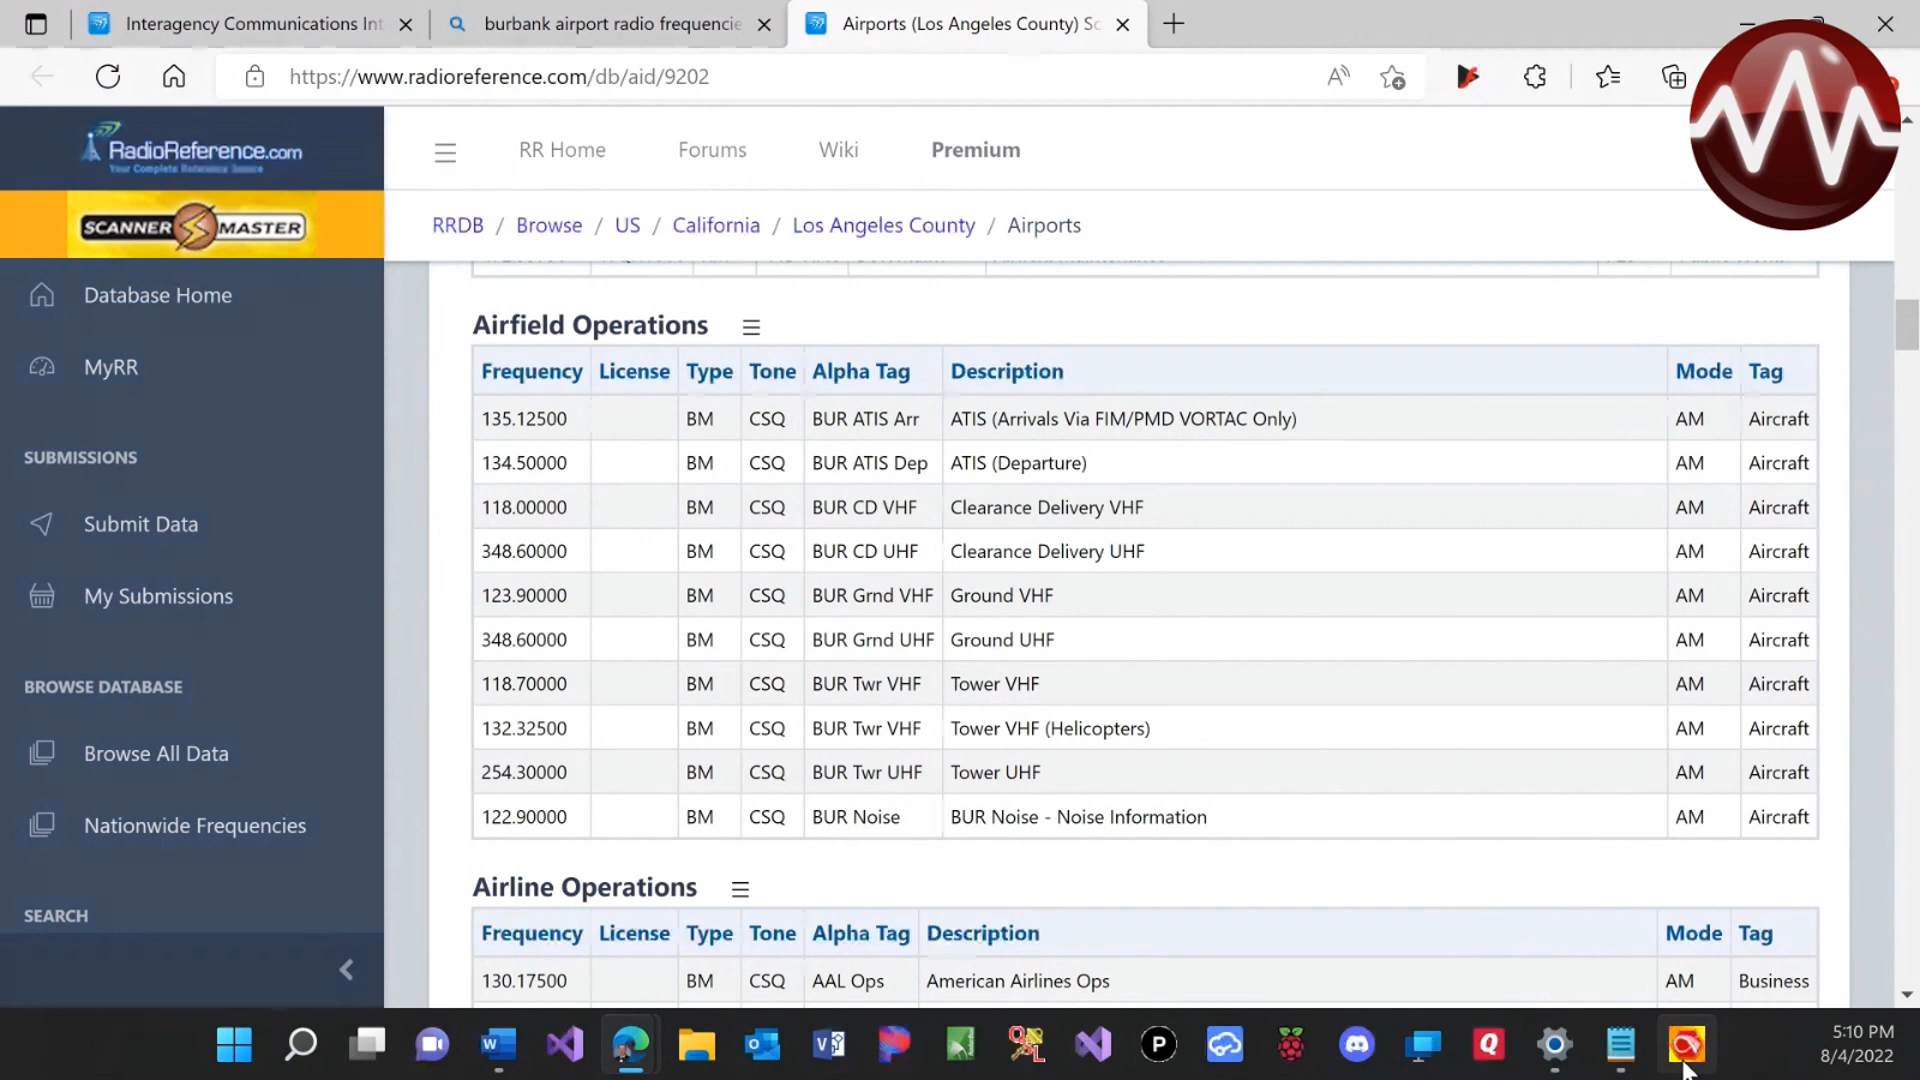 Interagency Communications Int
burbank airport radio frequencie
Airports (Los Angeles County) Sc
https://www.radioreference.com/db/aid/9202
RadioReference.com
Your Complete Reference Source
SCANNER MASTER
RR Home Forums Wiki Premium
RRDB / Browse / US / California / Los Angeles County / Airports
Database Home
MyRR
SUBMISSIONS
Submit Data
My Submissions
BROWSE DATABASE
Browse All Data
Nationwide Frequencies
SEARCH
Airfield Operations
Frequency License Type Tone Alpha Tag Description Mode Tag
135.12500 BM CSQ BUR ATIS Arr ATIS (Arrivals Via FIM/PMD VORTAC Only) AM Aircraft
134.50000 BM CSQ BUR ATIS Dep ATIS (Departure) AM Aircraft
118.00000 BM CSQ BUR CD VHF Clearance Delivery VHF AM Aircraft
348.60000 BM CSQ BUR CD UHF Clearance Delivery UHF AM Aircraft
123.90000 BM CSQ BUR Grnd VHF Ground VHF AM Aircraft
348.60000 BM CSQ BUR Grnd UHF Ground UHF AM Aircraft
118.70000 BM CSQ BUR Twr VHF Tower VHF AM Aircraft
132.32500 BM CSQ BUR Twr VHF Tower VHF (Helicopters) AM Aircraft
254.30000 BM CSQ BUR Twr UHF Tower UHF AM Aircraft
122.90000 BM CSQ BUR Noise BUR Noise - Noise Information AM Aircraft
Airline Operations
Frequency License Type Tone Alpha Tag Description Mode Tag
130.17500 BM CSQ AAL Ops American Airlines Ops AM Business
5:10 PM
8/4/2022